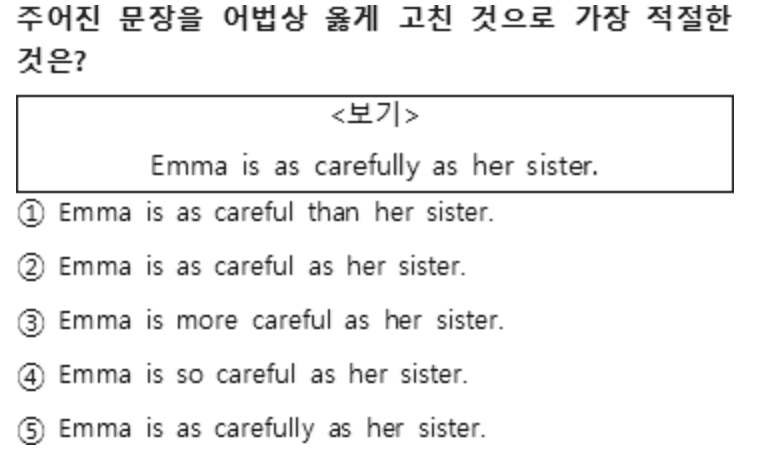 주어진 문장을 어법상 옳게 고친 것으로 가장 적절한
것은?
<보기>
Emma is as carefully as her sister.
① Emma is as careful than her sister.
② Emma is as careful as her sister.
③ Emma is more careful as her sister.
④ Emma is so careful as her sister.
⑤ Emma is as carefully as her sister.